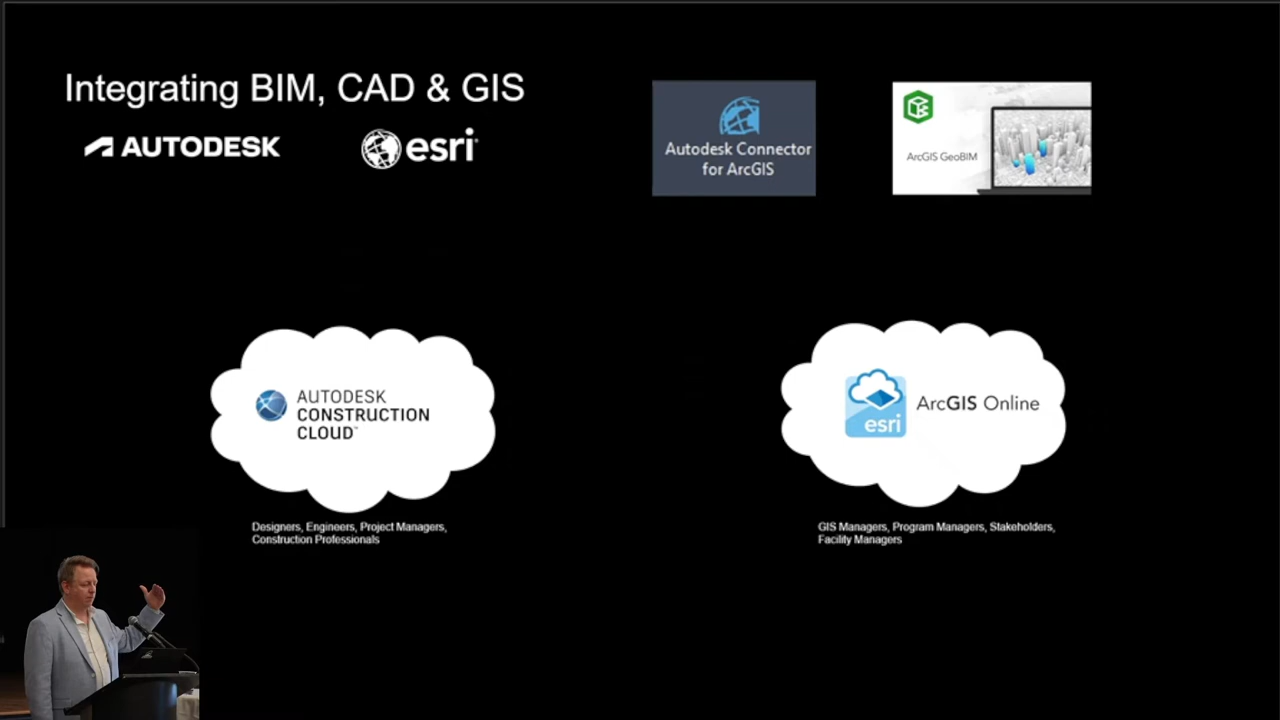 Integrating BIM, CAD & GIS
AUTODESK
esri
Autodesk Connector
for ArcGIS
ArcGIS GeoBIM
AUTODESK
CONSTRUCTION
CLOUD™
esri
ArcGIS Online
Designers, Engineers, Project Managers,
Construction Professionals
GIS Managers, Program Managers, Stakeholders,
Facility Managers